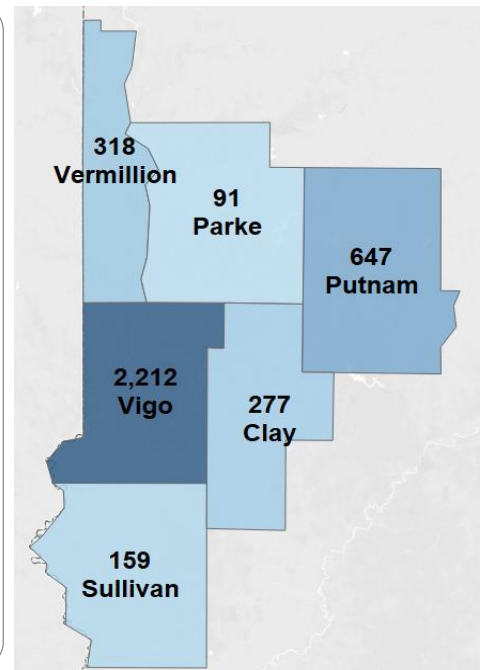 318
Vermillion
91
Parke
647
Putnam
2,212
Vigo
277
Clay
159
Sullivan